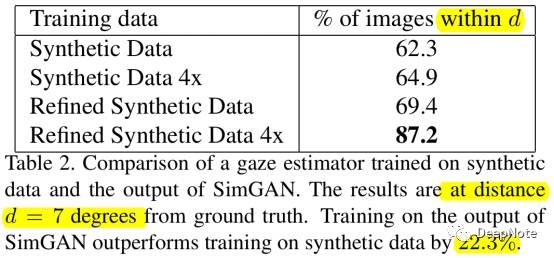 Training data % of images within d
Synthetic Data 62.3
Synthetic Data 4x 64.9
Refined Synthetic Data 69.4
Refined Synthetic Data 4x 87.2
Table 2. Comparison of a gaze estimator trained on synthetic
data and the output of SimGAN. The results are at distance
d = 7 degrees from ground truth. Training on the output of
SimGAN outperforms training on synthetic data by 22.3%.
DeepNote